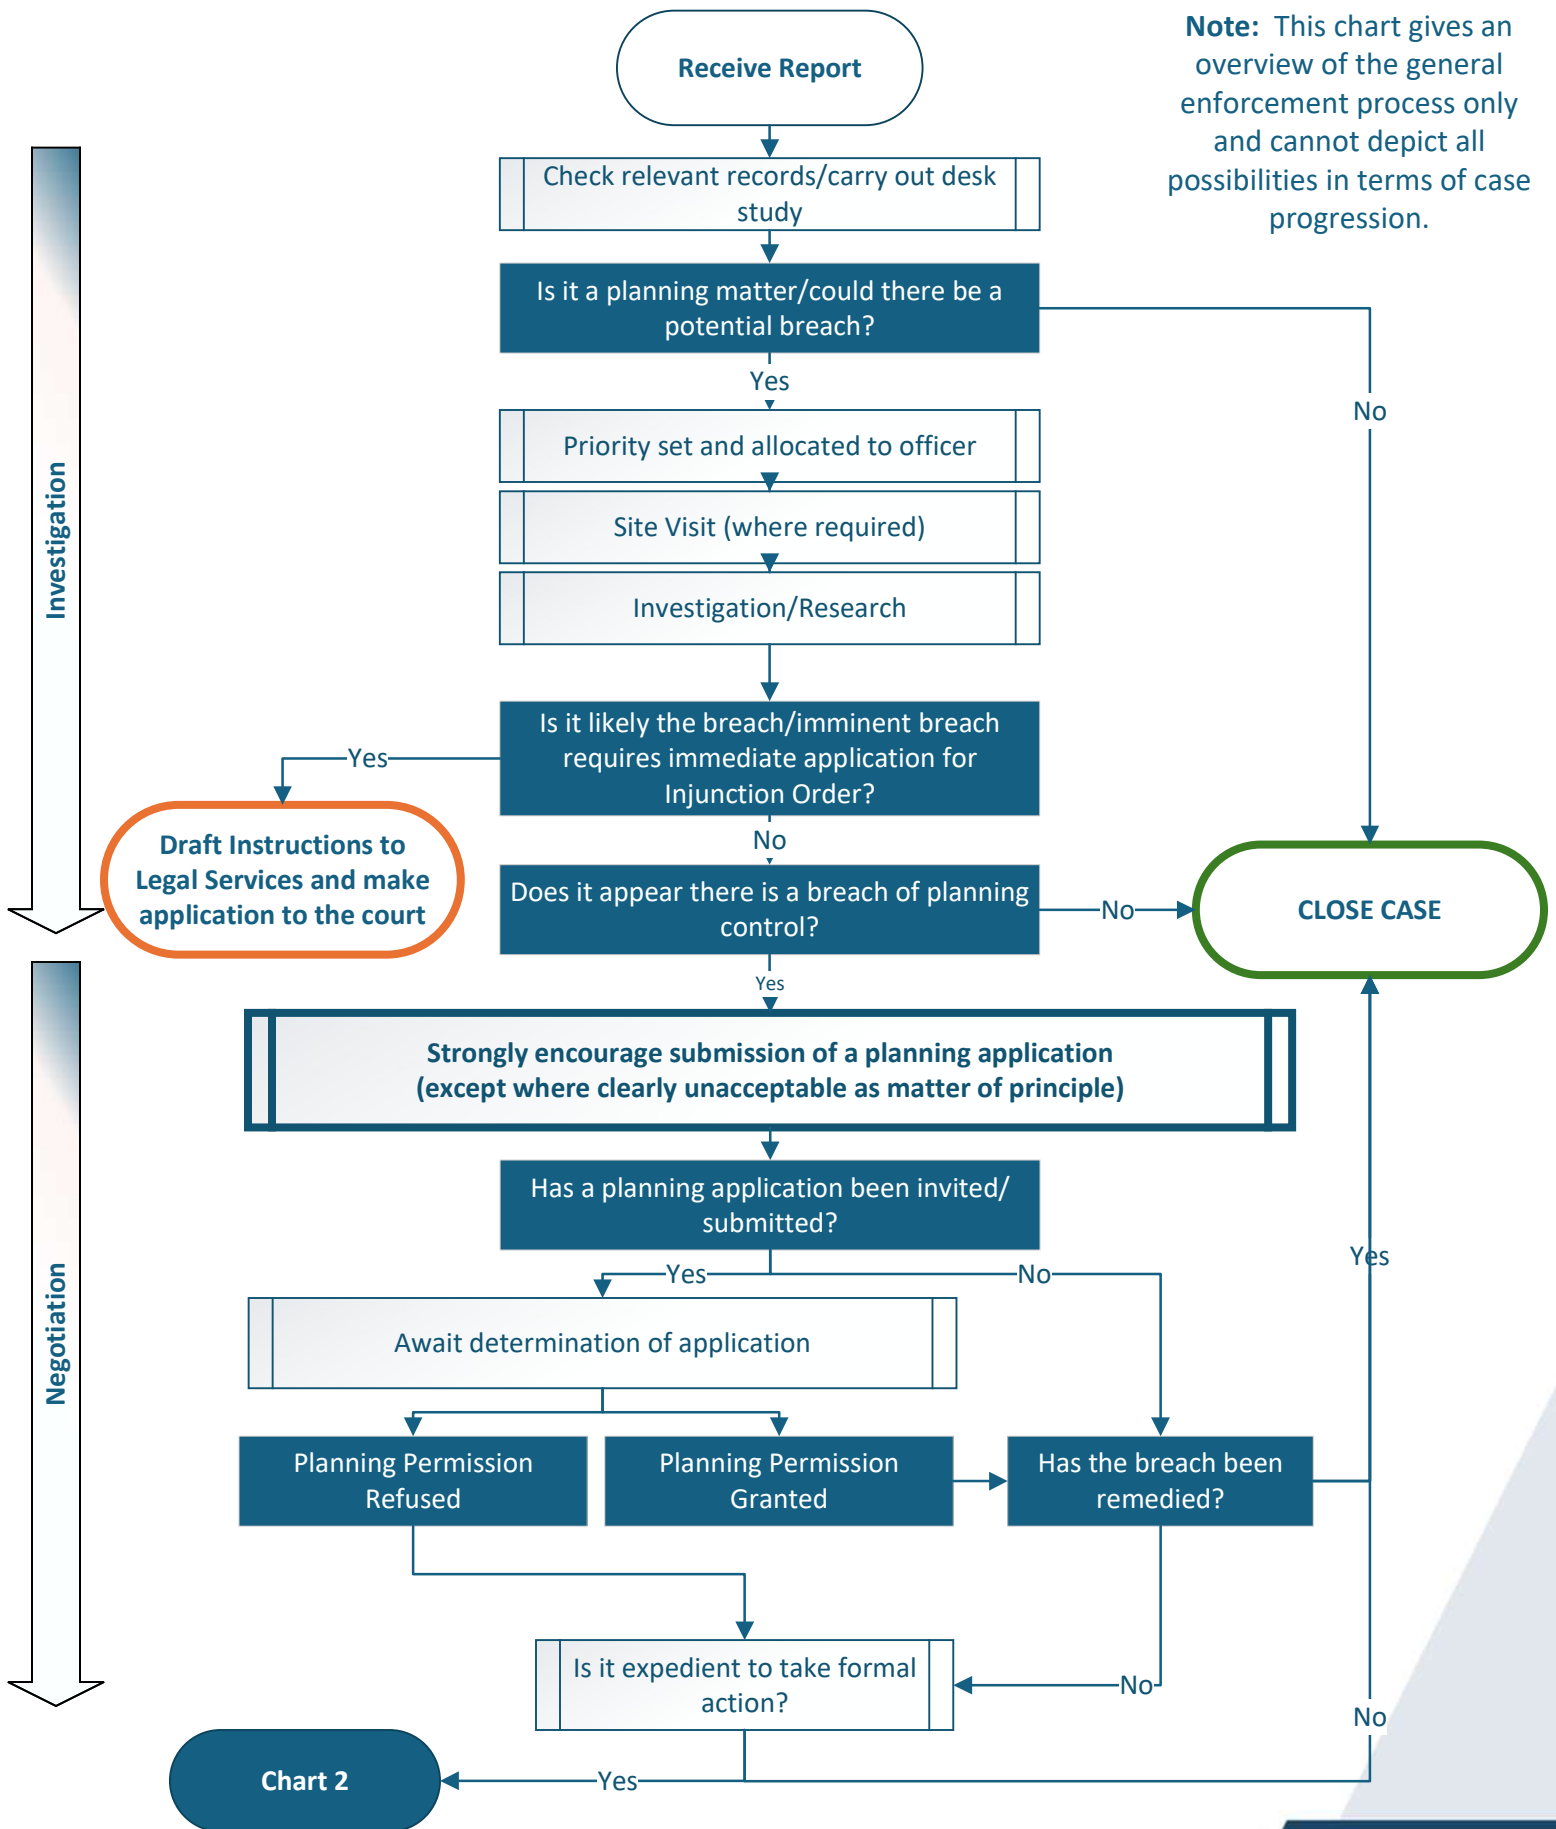 Receive Report
Note:  This chart gives an
overview of the general
enforcement process only
and cannot depict all
possibilities in terms of case
progression.
Check relevant records/carry out desk
study
Is it a planning matter/could there be a
potential breach?
Yes
No
Priority set and allocated to officer
Site Visit (where required)
Investigation/Research
Investigation
Is it likely the breach/imminent breach
requires immediate application for
Injunction Order?
Yes
Draft Instructions to
Legal Services and make
application to the court
No
Does it appear there is a breach of planning
control?
No
CLOSE CASE
Yes
Strongly encourage submission of a planning application
(except where clearly unacceptable as matter of principle)
Has a planning application been invited/
submitted?
Yes
No
Yes
Negotiation
Await determination of application
Planning Permission
Refused
Planning Permission
Granted
Has the breach been
remedied?
Is it expedient to take formal
action?
No
No
Chart 2
Yes